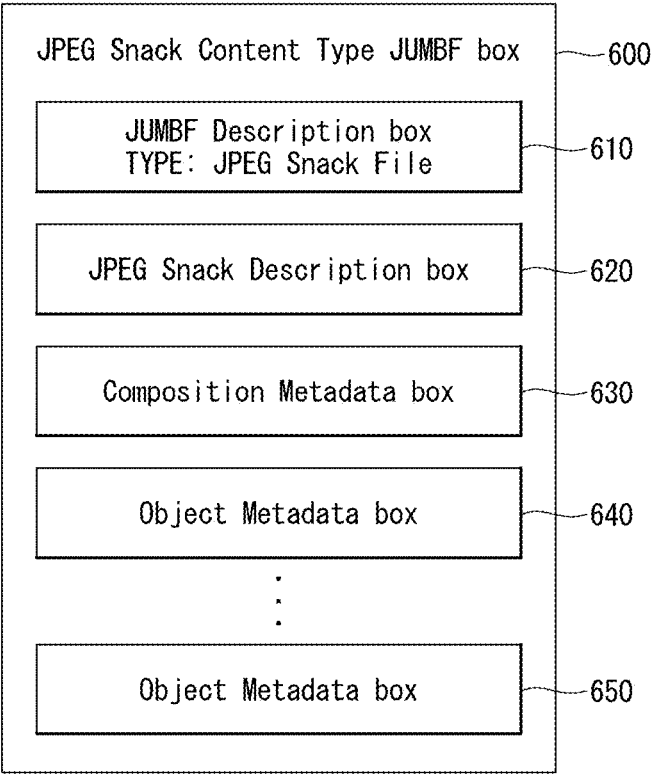 JPEG Snack Content Type JUMBF box
600
JUMBF Description box
TYPE: JPEG Snack File
610
JPEG Snack Description box
620
Composition Metadata box
630
Object Metadata box
640
Object Metadata box
650